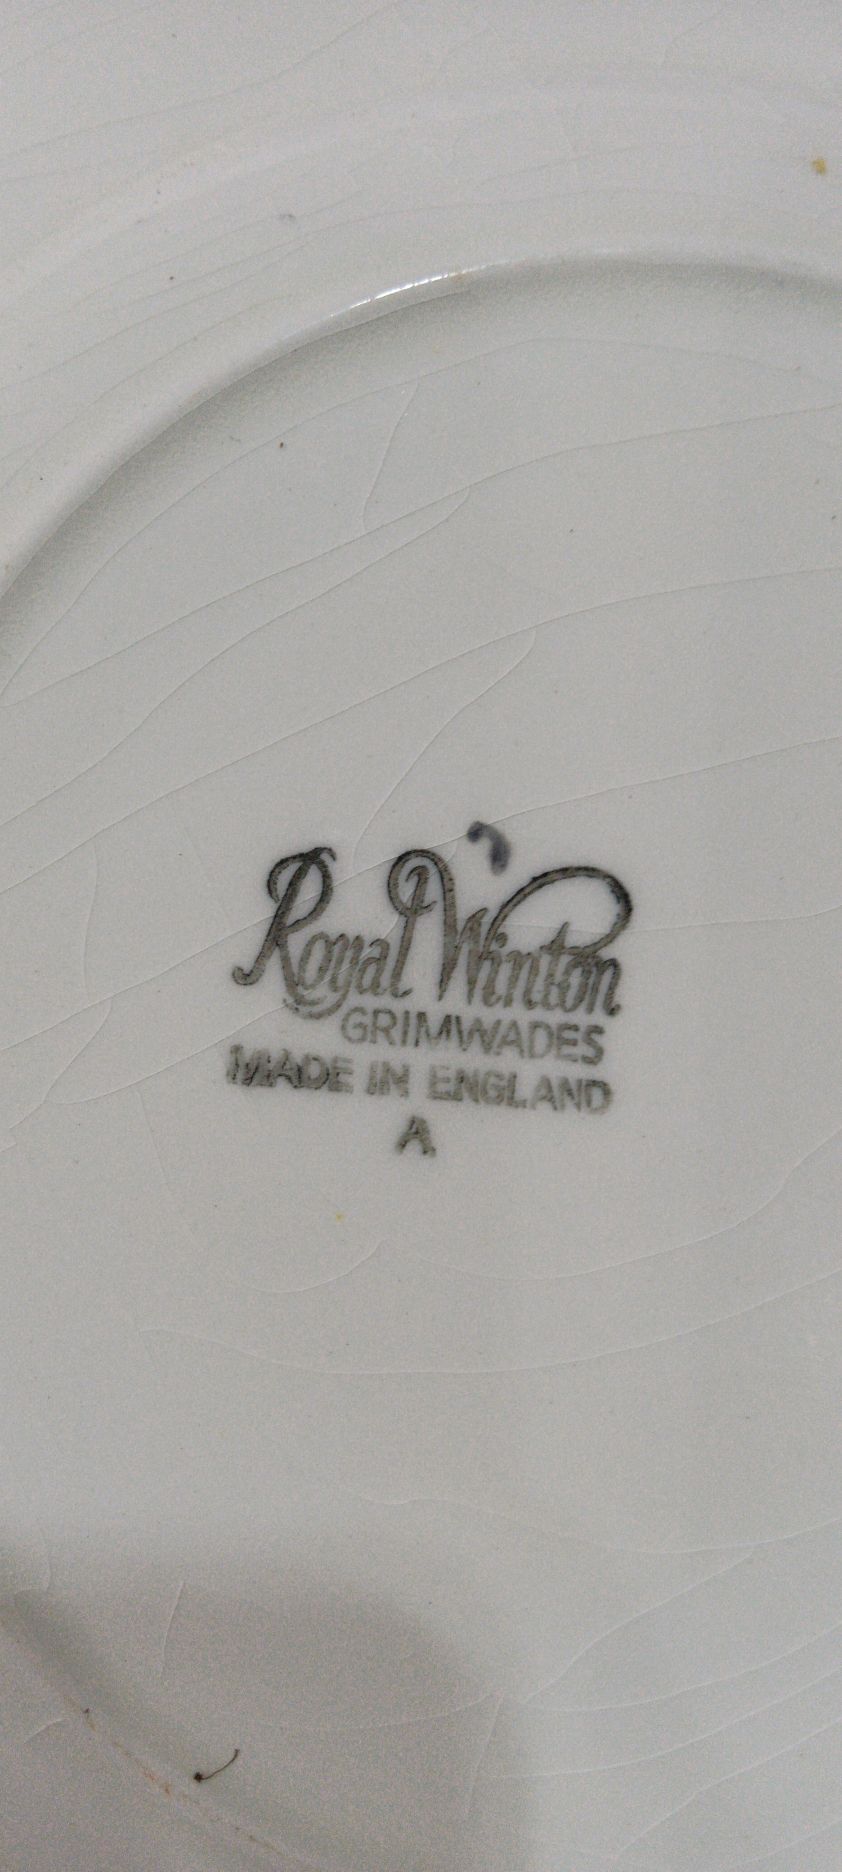 Royal Winton
GRIMWADES
MADE IN ENGLAND
A